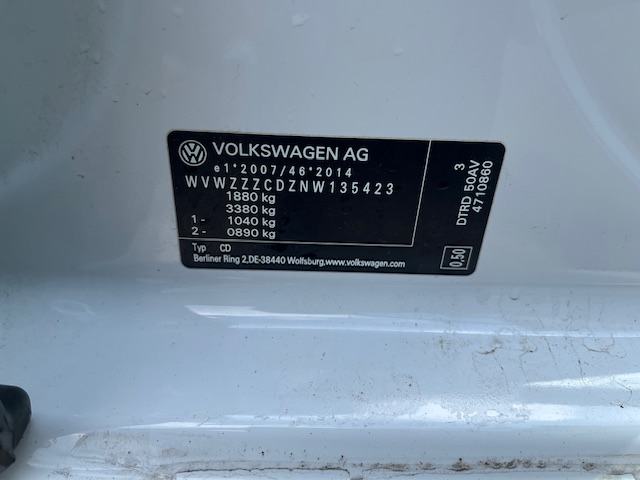 VOLKSWAGEN AG
e1*2007/46*2014
WVWZZZCDZNW135423
1880 kg
3380 kg
1- 1040 kg
2- 0890 kg
Typ CD
Berliner Ring 2,DE-38440 Wolfsburg,www.volkswagen.com
3
DTRD 50AV
4710860
0.50